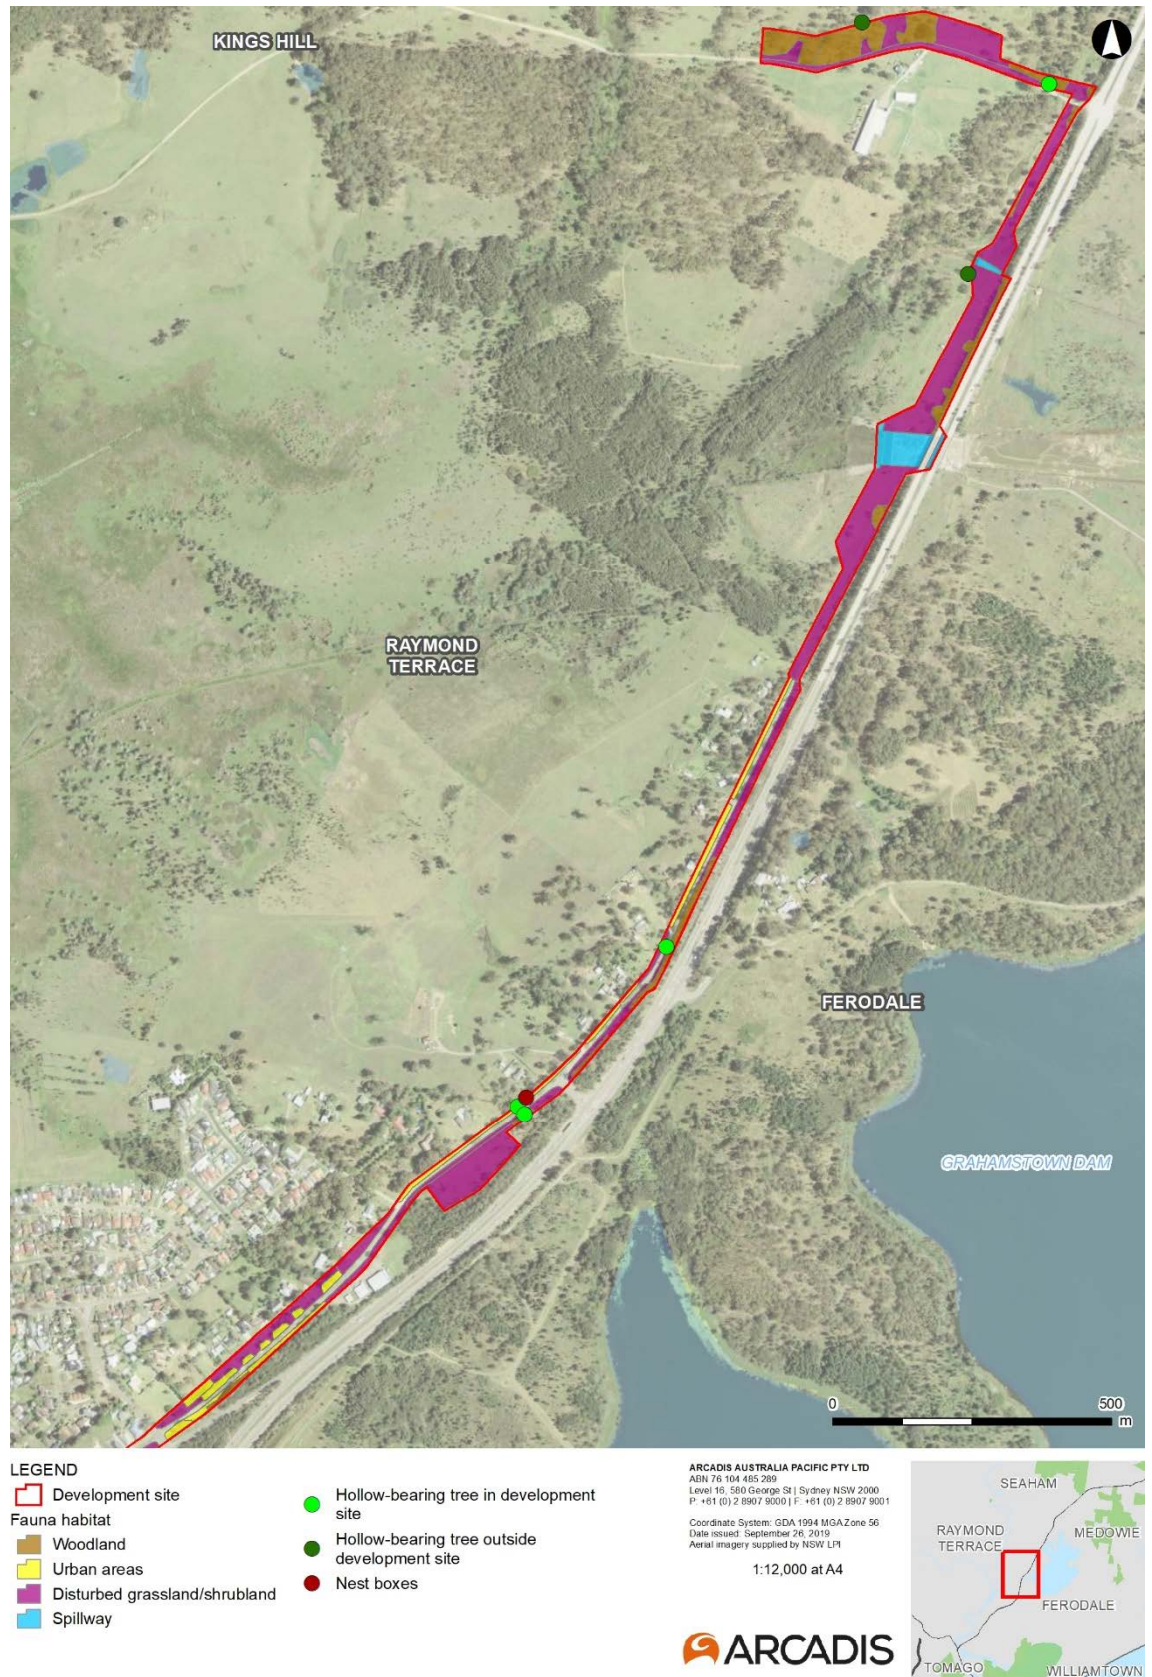 KINGS HILL
RAYMOND
TERRACE
FERODALE
GRAHAMSTOWN DAM
0 500
m
LEGEND
Development site
Fauna habitat
Woodland
Urban areas
Disturbed grassland/shrubland
Spillway
Hollow-bearing tree in development
site
Hollow-bearing tree outside
development site
Nest boxes
ARCADIS AUSTRALIA PACIFIC PTY LTD
ABN 76 104 485 289
Level 16, 580 George St | Sydney NSW 2000
P: +61 (0) 2 8907 9000 | F: +61 (0) 2 8907 9001
Coordinate System: GDA 1994 MGA Zone 56
Date issued: September 26, 2019
Aerial imagery supplied by NSW LPI
1:12,000 at A4
ARCADIS
SEAHAM
RAYMOND
TERRACE
MEDOWIE
FERODALE
TOMAGO
WILLIAMTOWN